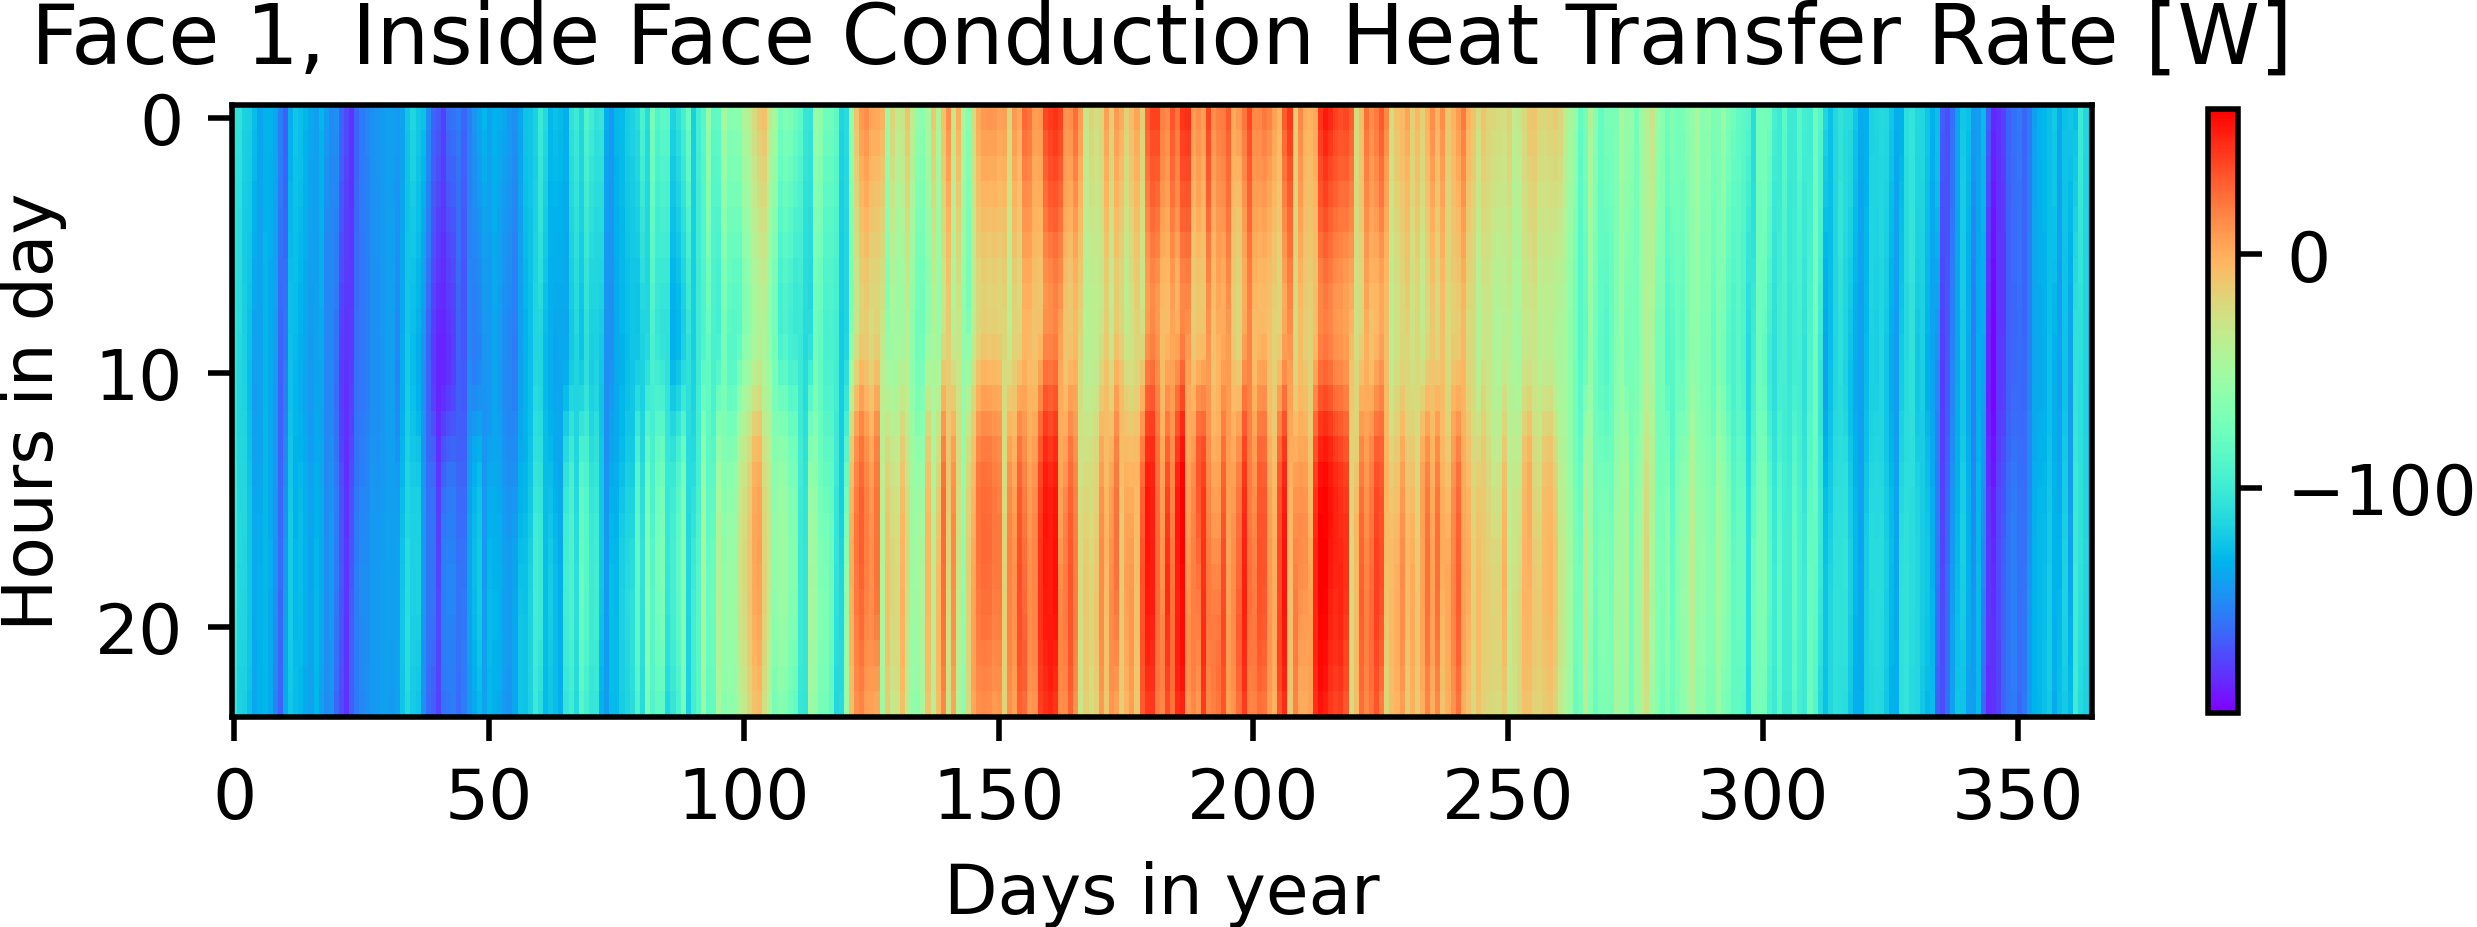 Face 1, Inside Face Conduction Heat Transfer Rate [W]
Hours in day
0
10
20
0
−100
0 50 100 150 200 250 300 350
Days in year